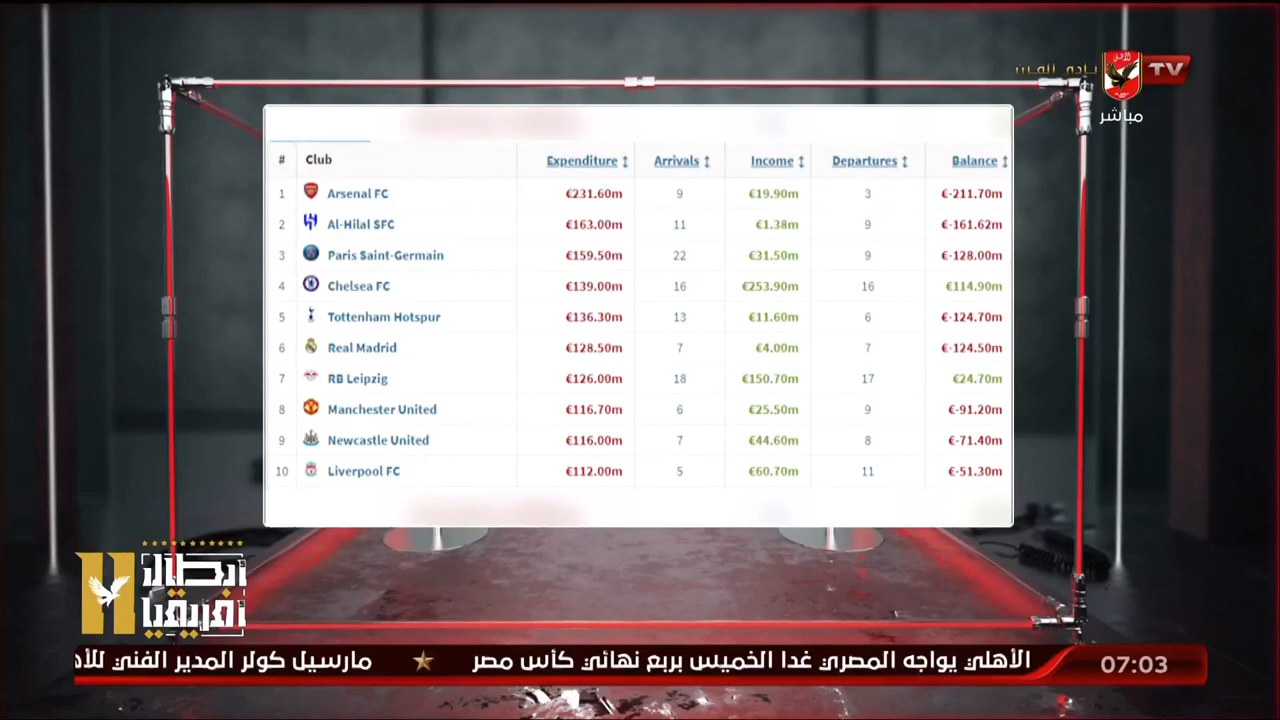 نادي القرن
TV
مباشر
# Club Expenditure Arrivals Income Departures Balance
1 Arsenal FC €231.60m 9 €19.90m 3 €-211.70m
2 Al-Hilal SFC €163.00m 11 €1.38m 9 €-161.62m
3 Paris Saint-Germain €159.50m 22 €31.50m 9 €-128.00m
4 Chelsea FC €139.00m 16 €253.90m 16 €114.90m
5 Tottenham Hotspur €136.30m 13 €11.60m 6 €-124.70m
6 Real Madrid €128.50m 7 €4.00m 7 €-124.50m
7 RB Leipzig €126.00m 18 €150.70m 17 €24.70m
8 Manchester United €116.70m 6 €25.50m 9 €-91.20m
9 Newcastle United €116.00m 7 €44.60m 8 €-71.40m
10 Liverpool FC €112.00m 5 €60.70m 11 €-51.30m
11 أبطال
أفريقيا
الأهلي يواجه المصري غدا الخميس بربع نهائي كأس مصر ★ مارسيل كولر المدير الفني
07:03